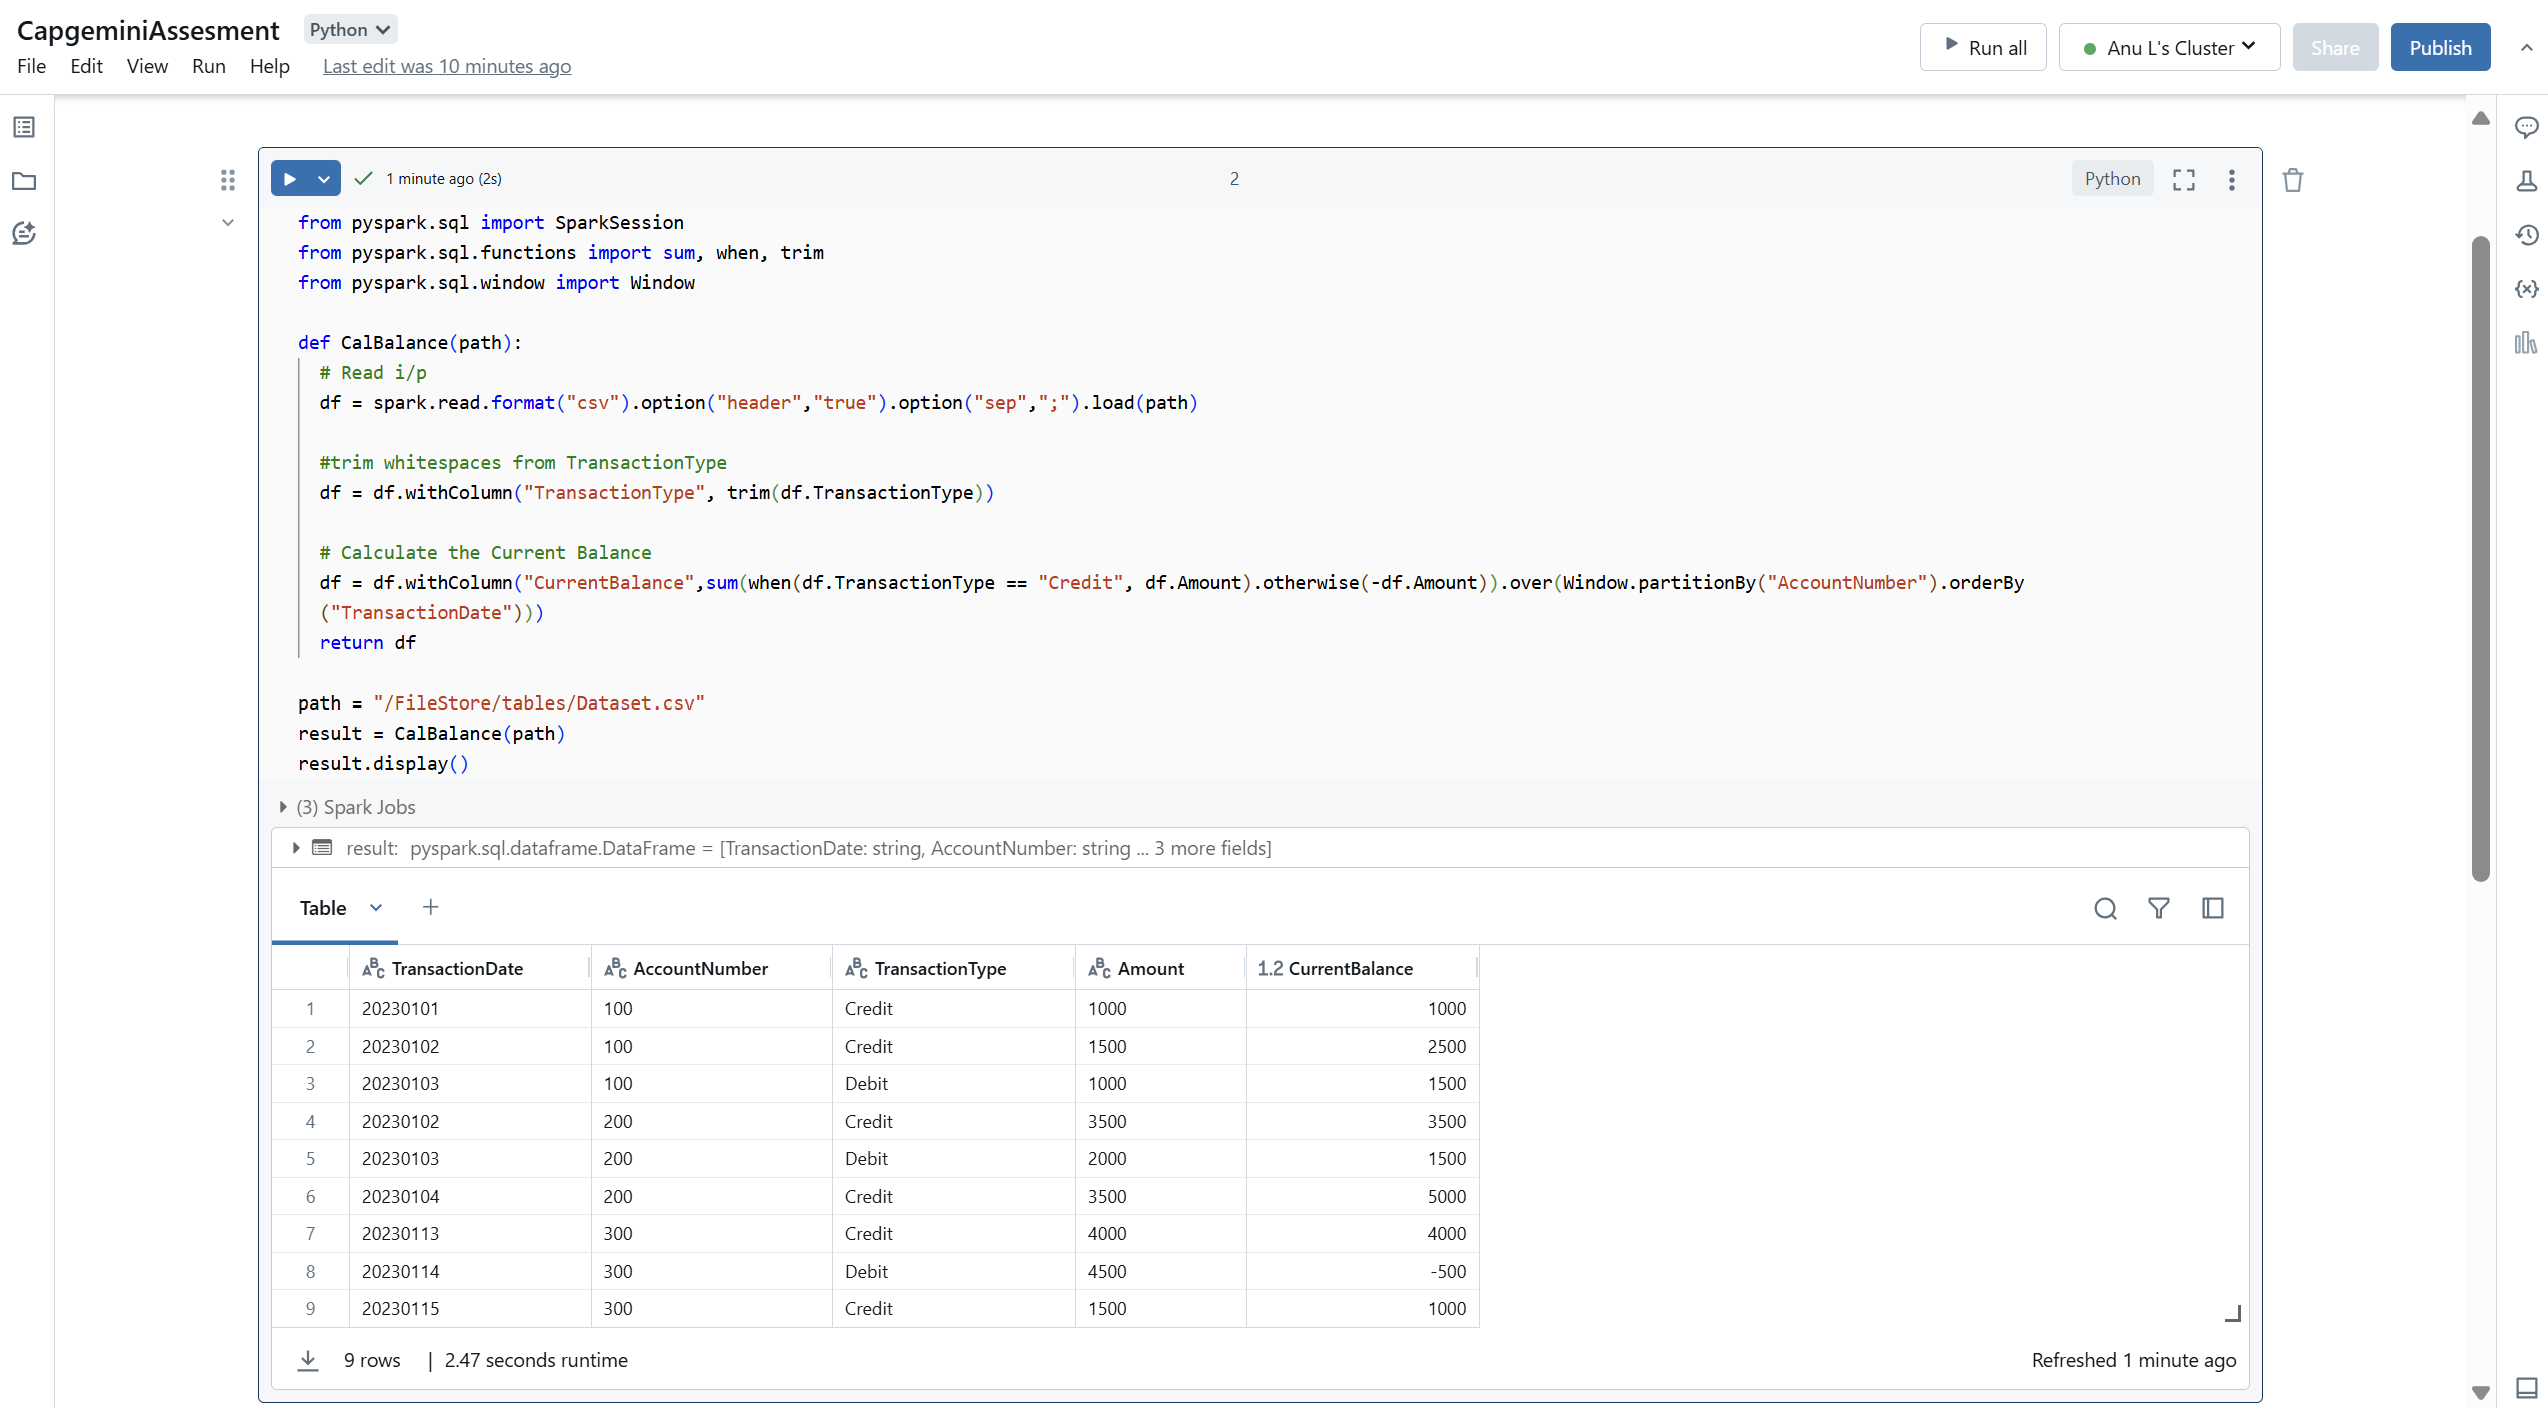 CapgeminiAssesment Python
File Edit View Run Help Last edit was 10 minutes ago
Run all Anu L's Cluster Share Publish
1 minute ago (2s) 2 Python
from pyspark.sql import SparkSession
from pyspark.sql.functions import sum, when, trim
from pyspark.sql.window import Window
def CalBalance(path):
# Read i/p
df = spark.read.format("csv").option("header","true").option("sep",";").load(path)
#trim whitespaces from TransactionType
df = df.withColumn("TransactionType", trim(df.TransactionType))
# Calculate the Current Balance
df = df.withColumn("CurrentBalance",sum(when(df.TransactionType == "Credit", df.Amount).otherwise(-df.Amount)).over(Window.partitionBy("AccountNumber").orderBy
("TransactionDate")))
return df
path = "/FileStore/tables/Dataset.csv"
result = CalBalance(path)
result.display()
(3) Spark Jobs
result: pyspark.sql.dataframe.DataFrame = [TransactionDate: string, AccountNumber: string ... 3 more fields]
Table +
ABC TransactionDate ABC AccountNumber ABC TransactionType ABC Amount 1.2 CurrentBalance
1 20230101 100 Credit 1000 1000
2 20230102 100 Credit 1500 2500
3 20230103 100 Debit 1000 1500
4 20230102 200 Credit 3500 3500
5 20230103 200 Debit 2000 1500
6 20230104 200 Credit 3500 5000
7 20230113 300 Credit 4000 4000
8 20230114 300 Debit 4500 -500
9 20230115 300 Credit 1500 1000
9 rows | 2.47 seconds runtime Refreshed 1 minute ago